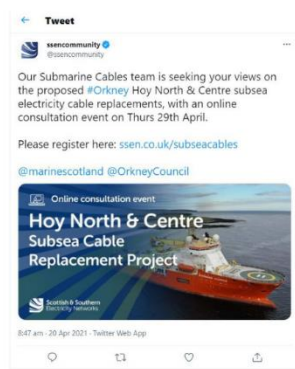 Tweet
ssencommunity
@ssencommunity
Our Submarine Cables team is seeking your views on
the proposed #Orkney Hoy North & Centre subsea
electricity cable replacements, with an online
consultation event on Thurs 29th April.
Please register here: ssen.co.uk/subseacables
@marinescotland @OrkneyCouncil
Online consultation event
Hoy North & Centre
Subsea Cable
Replacement Project
Scottish & Southern
Electricity Networks
8:47 am · 20 Apr 2021 · Twitter Web App